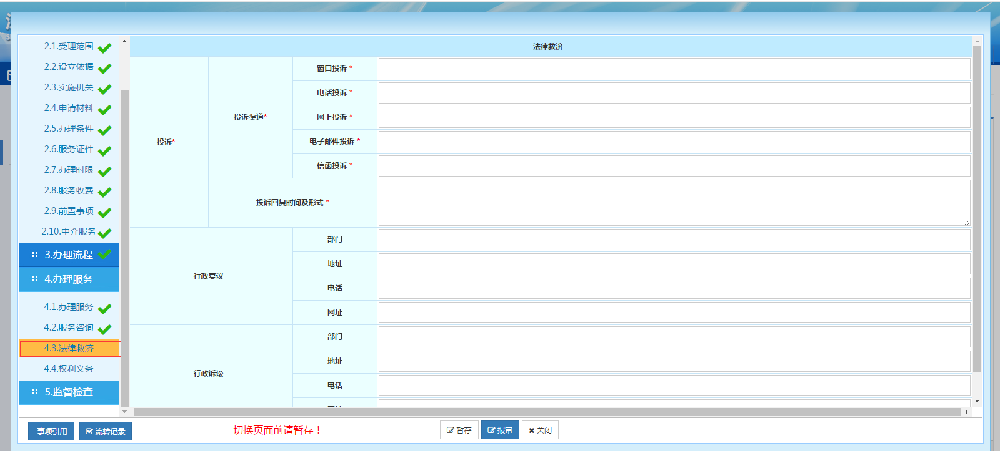 2.1.受理范围
2.2.设立依据
2.3.实施机关
2.4.申请材料
2.5.办理条件
2.6.服务证件
2.7.办理时限
2.8.服务收费
2.9.前置事项
2.10.中介服务
3.办理流程
4.办理服务
4.1.办理服务
4.2.服务咨询
4.3.法律救济
4.4.权利义务
5.监督检查
法律救济
投诉*
投诉渠道*
窗口投诉 *
电话投诉 *
网上投诉 *
电子邮件投诉 *
信函投诉 *
投诉回复时间及形式 *
行政复议
部门
地址
电话
网址
行政诉讼
部门
地址
电话
事项引用
流转记录
切换页面前请暂存！
暂存
报审
关闭